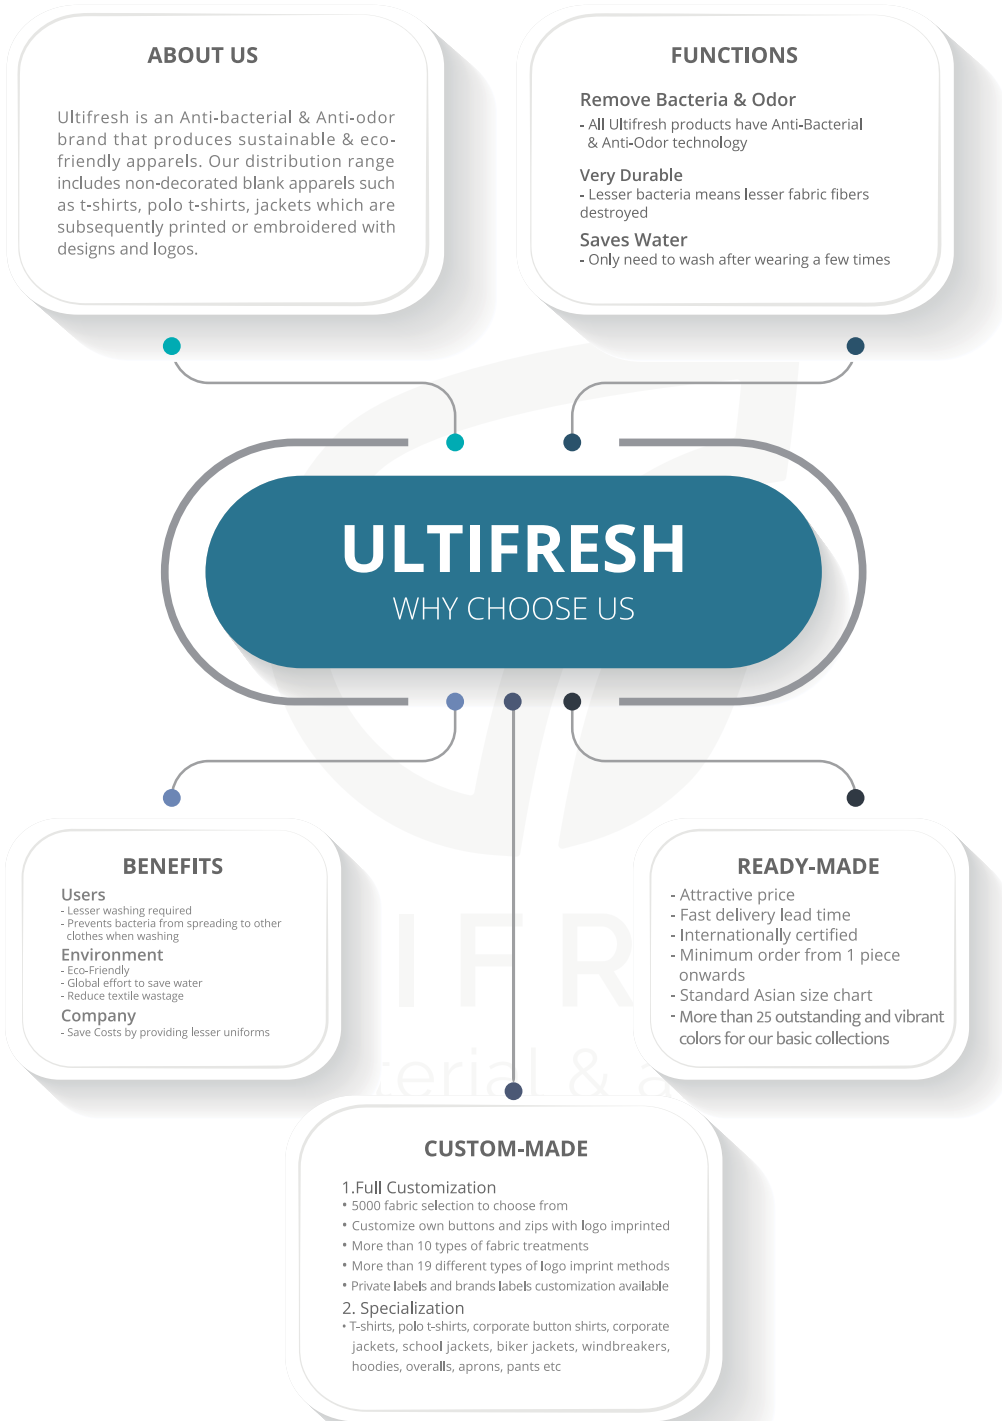 ABOUT US
Ultifresh is an Anti-bacterial & Anti-odor
brand that produces sustainable & eco-
friendly apparels. Our distribution range
includes non-decorated blank apparels such
as t-shirts, polo t-shirts, jackets which are
subsequently printed or embroidered with
designs and logos.
FUNCTIONS
Remove Bacteria & Odor
- All Ultifresh products have Anti-Bacterial
& Anti-Odor technology
Very Durable
- Lesser bacteria means lesser fabric fibers
destroyed
Saves Water
- Only need to wash after wearing a few times
ULTIFRESH
WHY CHOOSE US
BENEFITS
Users
- Lesser washing required
- Prevents bacteria from spreading to other
clothes when washing
Environment
- Eco-Friendly
- Global effort to save water
- Reduce textile wastage
Company
- Save Costs by providing lesser uniforms
READY-MADE
- Attractive price
- Fast delivery lead time
- Internationally certified
- Minimum order from 1 piece
onwards
- Standard Asian size chart
- More than 25 outstanding and vibrant
colors for our basic collections
IFR
terial & a
CUSTOM-MADE
1.Full Customization
• 5000 fabric selection to choose from
• Customize own buttons and zips with logo imprinted
• More than 10 types of fabric treatments
• More than 19 different types of logo imprint methods
• Private labels and brands labels customization available
2. Specialization
• T-shirts, polo t-shirts, corporate button shirts, corporate
jackets, school jackets, biker jackets, windbreakers,
hoodies, overalls, aprons, pants etc